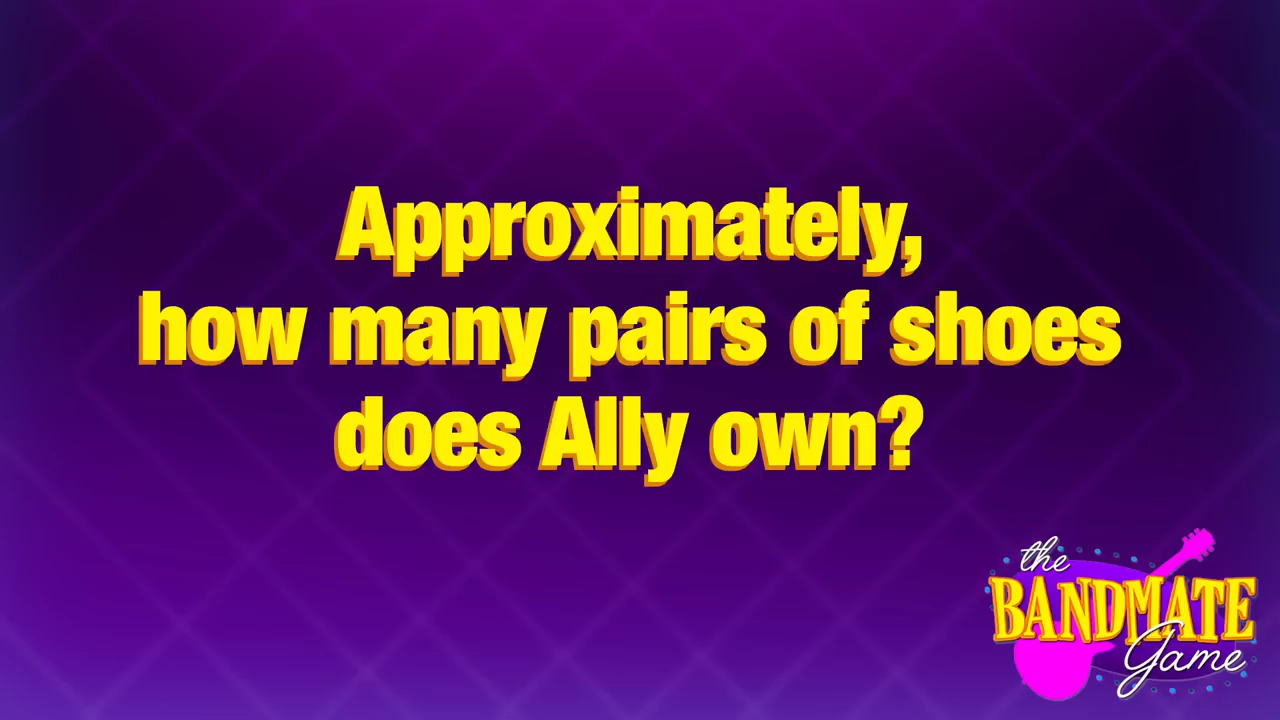 Approximately,
how many pairs of shoes
does Ally own?
the
BANDMATE
Game